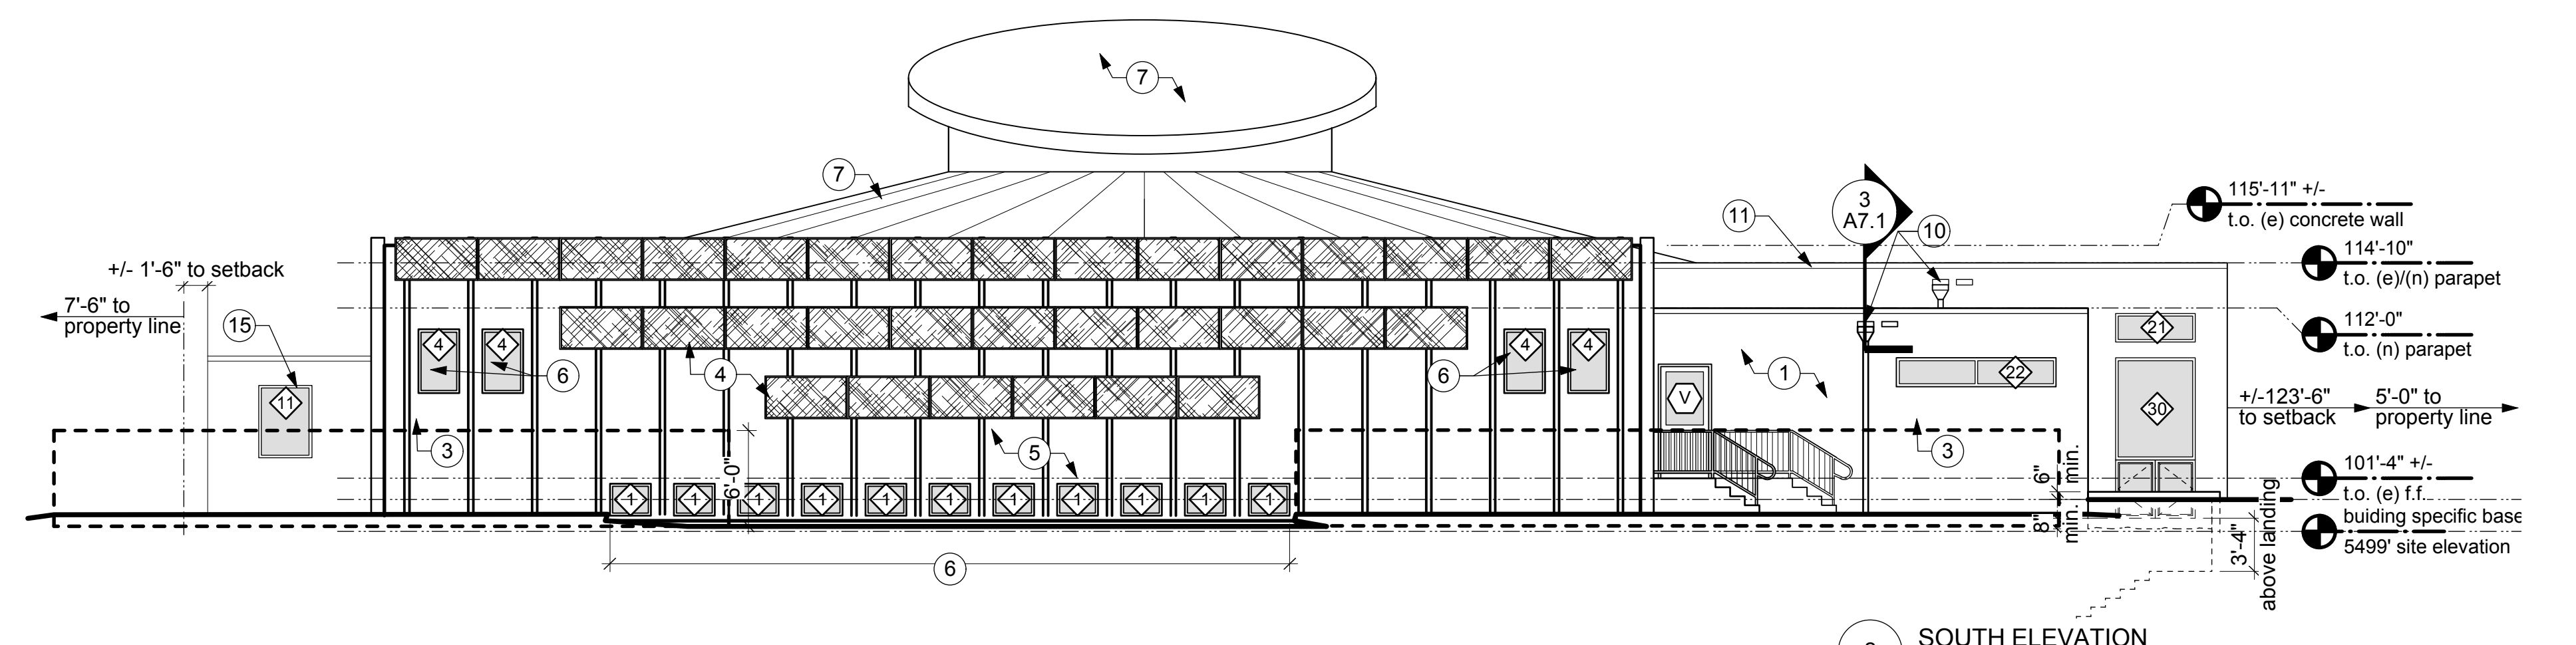 7
7
3
A7.1
10
11
115'-11" +/-
t.o. (e) concrete wall
114'-10"
t.o. (e)/(n) parapet
112'-0"
t.o. (n) parapet
+/- 1'-6" to setback
7'-6" to
property line
15
11
4
4
6
4
6
4
4
1
V
21
22
30
+/-123'-6"
to setback
5'-0" to
property line
3
5
3
6'-0"
1
1
1
1
1
1
1
1
1
1
1
6"
min.
8"
min.
101'-4" +/-
t.o. (e) f.f.
buiding specific base
5499' site elevation
3'-4"
above landing
6
SOUTH ELEVATION